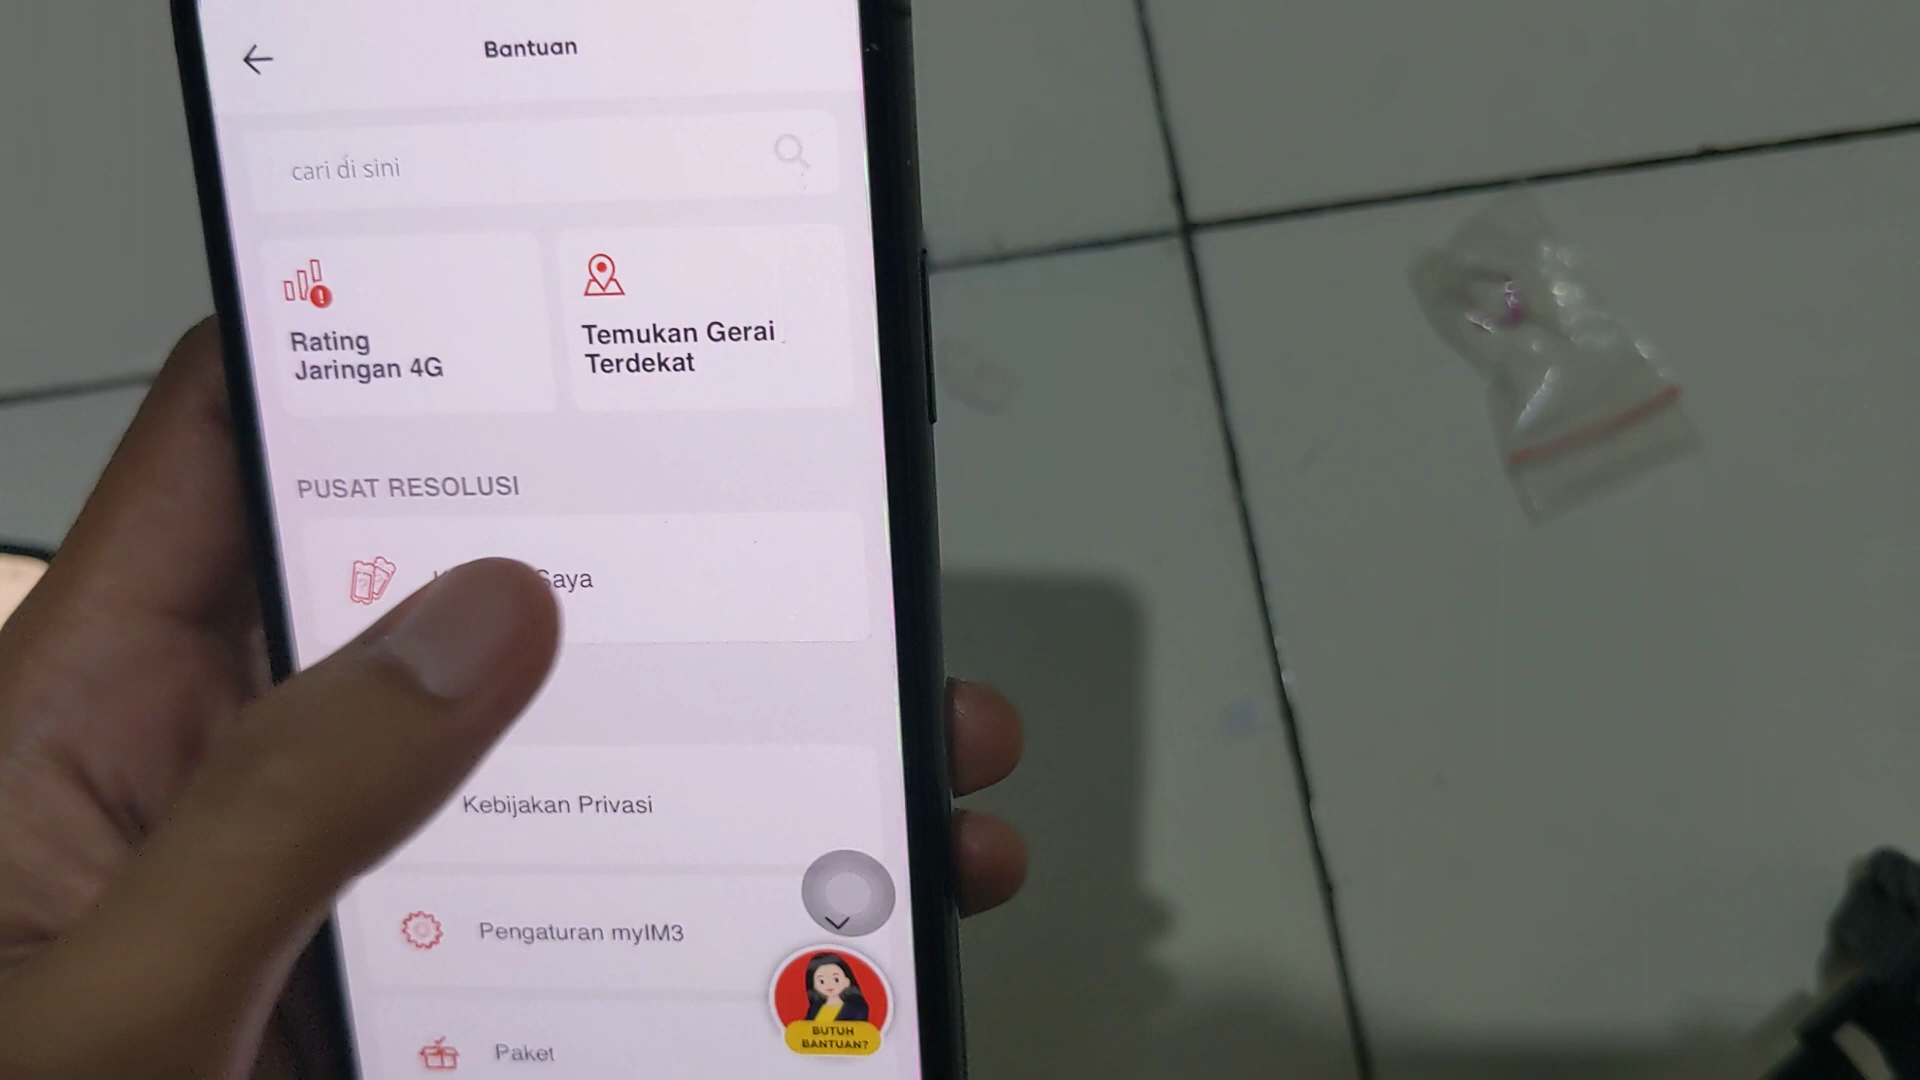 Bantuan
cari di sini
Rating
Jaringan 4G
Temukan Gerai
Terdekat
PUSAT RESOLUSI
Saya
Kebijakan Privasi
Pengaturan myIM3
BUTUH
BANTUAN?
Paket